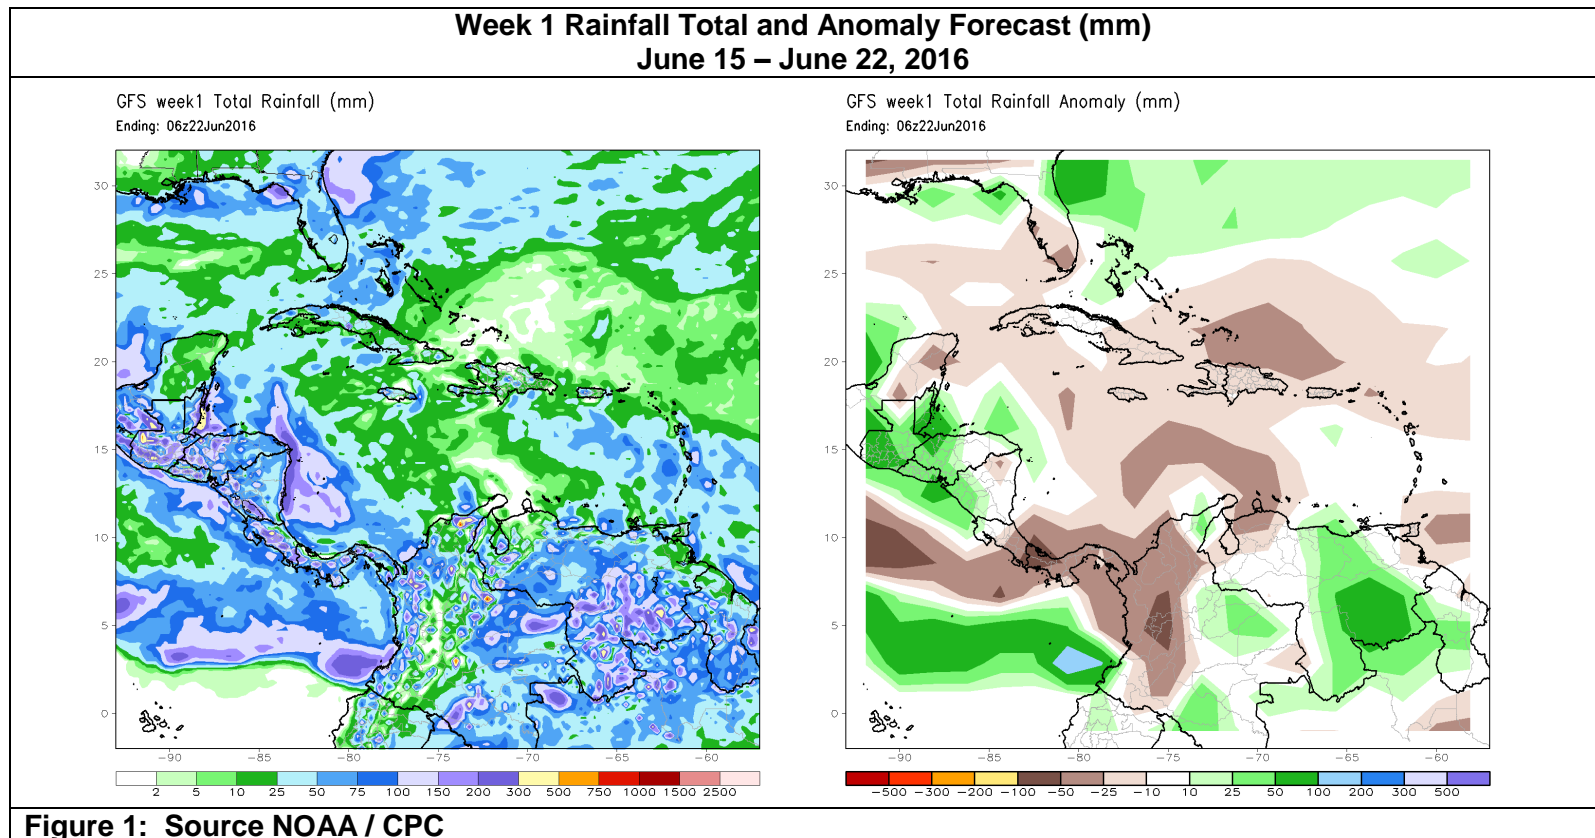 Week 1 Rainfall Total and Anomaly Forecast (mm)
June 15 – June 22, 2016
GFS week1 Total Rainfall (mm)
Ending: 06z22Jun2016
30
25
20
15
10
5
0
-90 -85 -80 -75 -70 -65 -60
2 5 10 25 50 75 100 150 200 300 500 750 1000 1500 2500
GFS week1 Total Rainfall Anomaly (mm)
Ending: 06z22Jun2016
30
25
20
15
10
5
0
-90 -85 -80 -75 -70 -65 -60
-500 -300 -200 -100 -50 -25 -10 10 25 50 100 200 300 500
Figure 1: Source NOAA / CPC